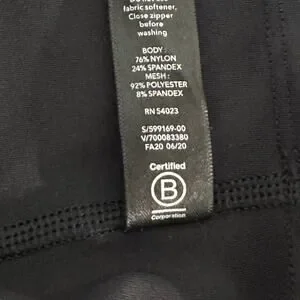 fabric softener,
Close zipper
before
washing
BODY:
76% NYLON
24% SPANDEX
MESH:
92% POLYESTER
8% SPANDEX
RN 54023
S/599169-00
V/700083380
FA20 06/20
Certified
B
Corporation